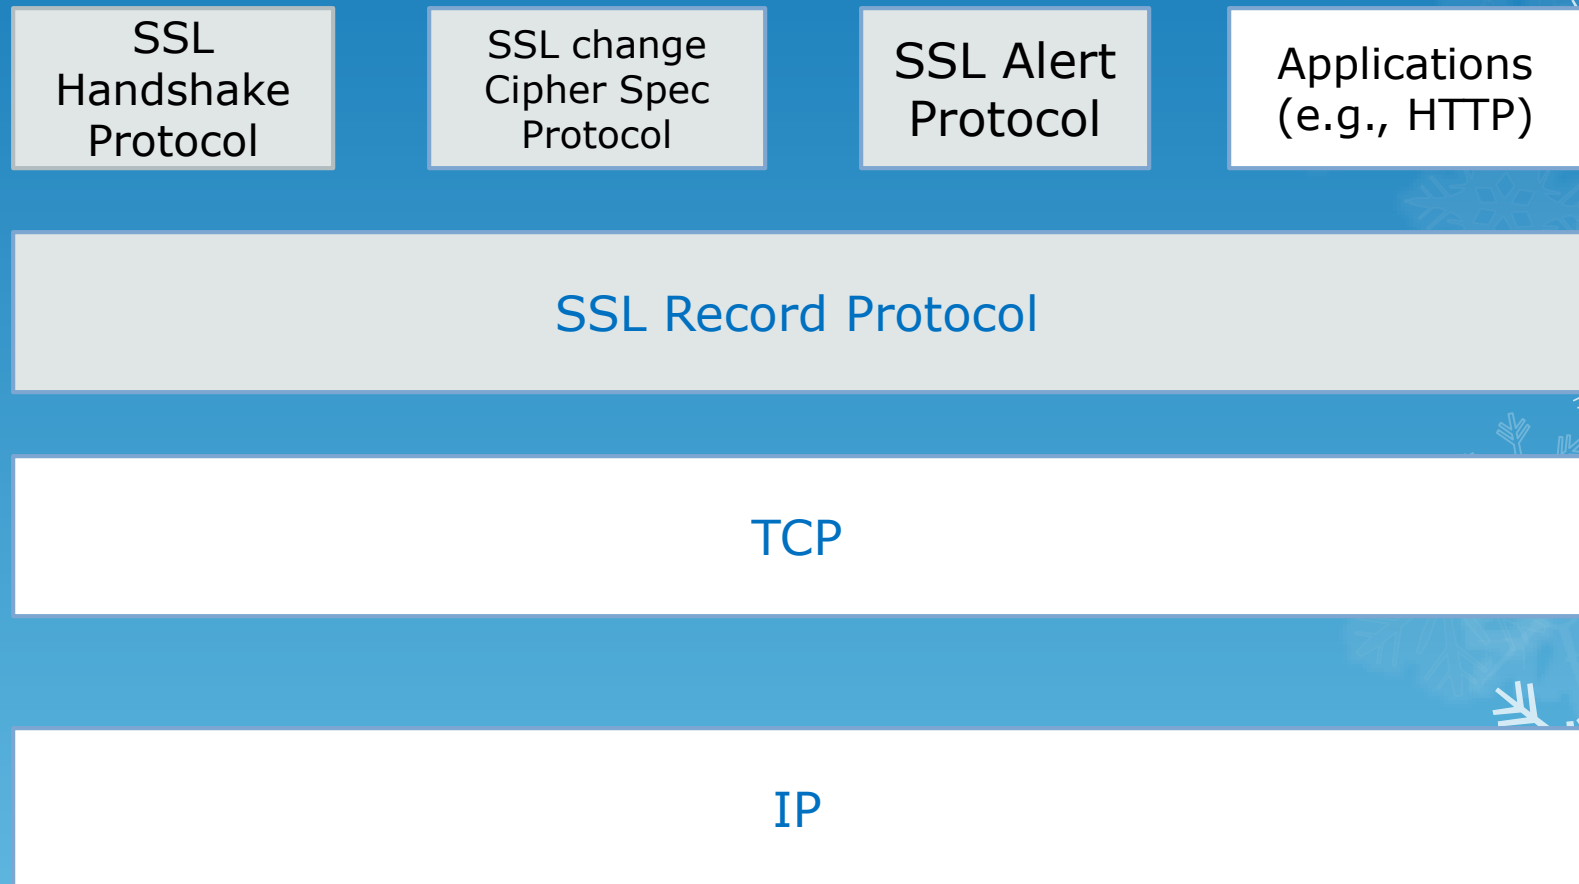 SSL
Handshake
Protocol
SSL change
Cipher Spec
Protocol
SSL Alert
Protocol
Applications
(e.g., HTTP)
SSL Record Protocol
TCP
IP